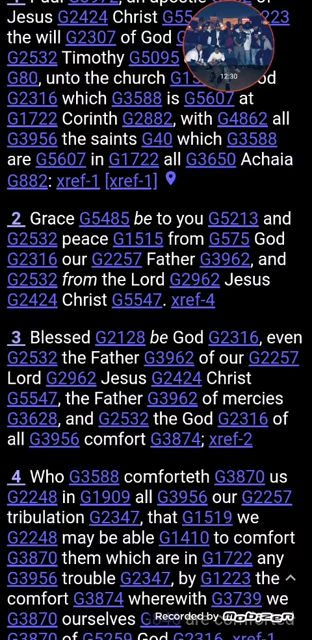 Jesus G2424 Christ
the will G2307 of God
G2532 Timothy G5095
G80, unto the church
12:30
G2316 which G3588 is G5607 at
G1722 Corinth G2882, with G4862 all
G3956 the saints G40 which G3588
are G5607 in G1722 all G3650 Achaia
G882: xref-1 [xref-1]
2 Grace G5485 be to you G5213 and
G2532 peace G1515 from G575 God
G2316 our G2257 Father G3962, and
G2532 from the Lord G2962 Jesus
G2424 Christ G5547. xref-4
3 Blessed G2128 be God G2316, even
G2532 the Father G3962 of our G2257
Lord G2962 Jesus G2424 Christ
G5547, the Father G3962 of mercies
G3628, and G2532 the God G2316 of
all G3956 comfort G3874; xref-2
4 Who G3588 comforteth G3870 us
G2248 in G1909 all G3956 our G2257
tribulation G2347, that G1519 we
G2248 may be able G1410 to comfort
G3870 them which are in G1722 any
G3956 trouble G2347, by G1223 the
comfort G3874 wherewith G3739 we
G3870 ourselves
Recorded by mobizen
G3870 of G5259 God G2316. xref-1